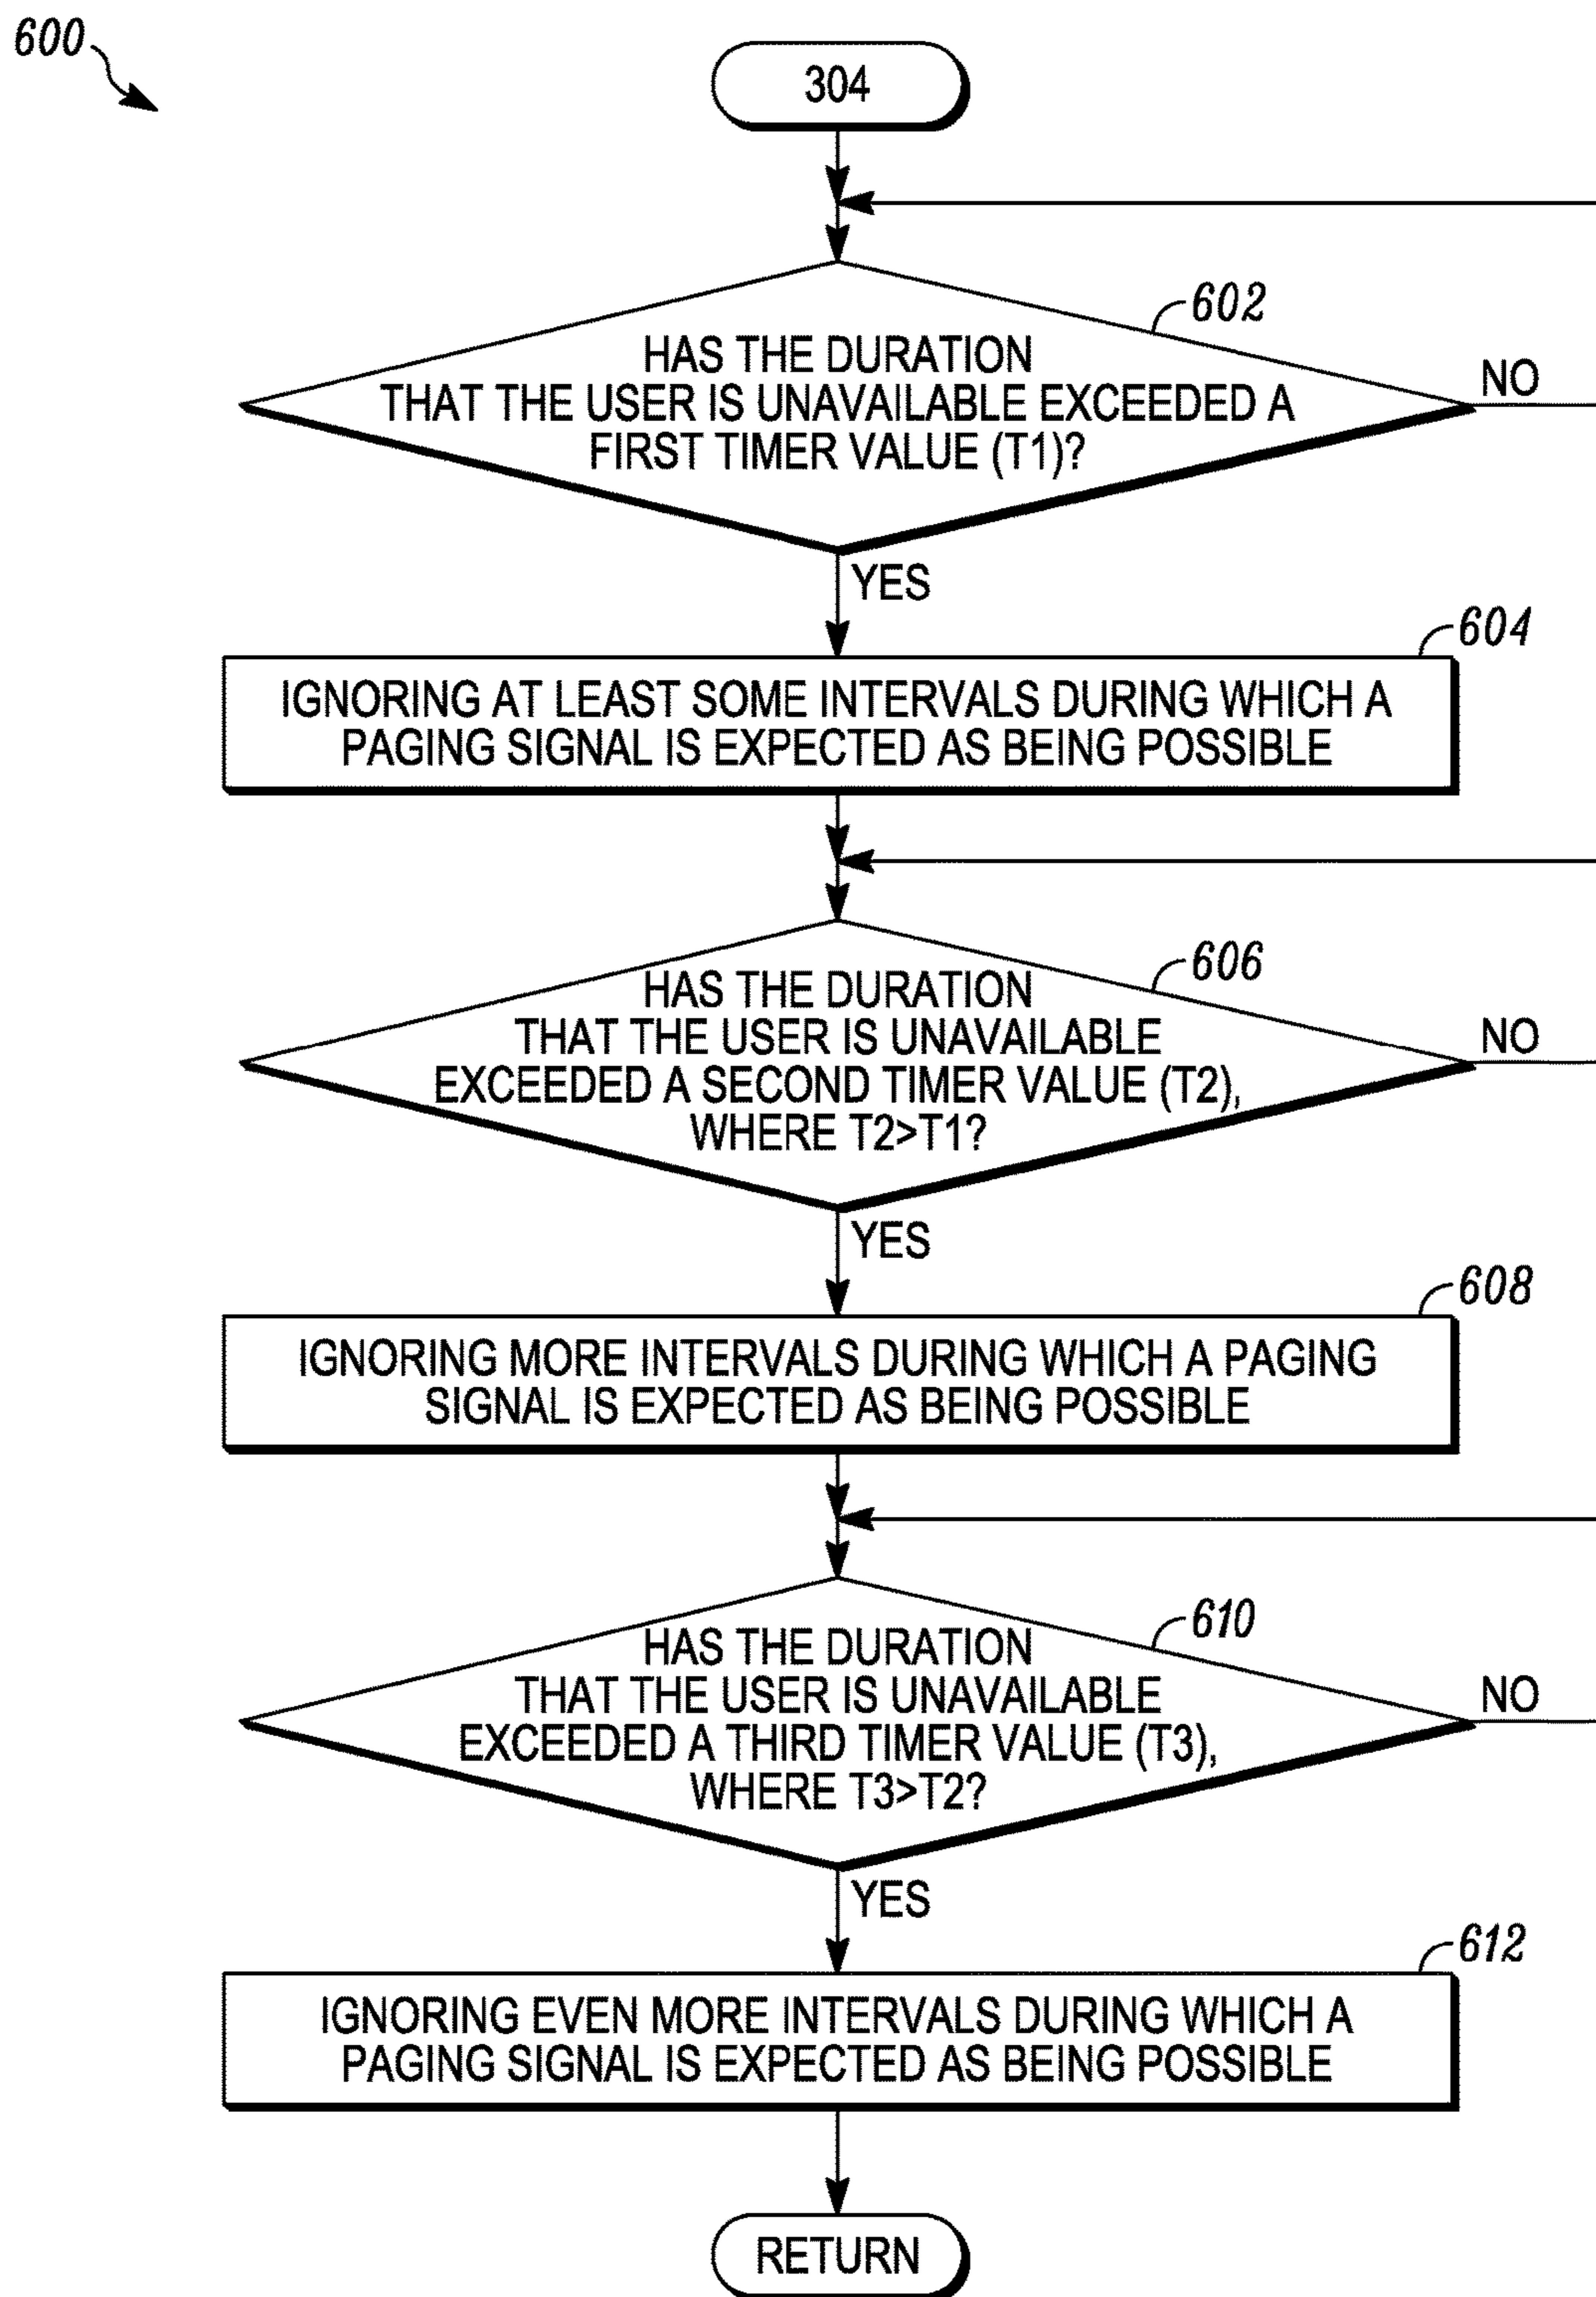 600
304
602
HAS THE DURATION
THAT THE USER IS UNAVAILABLE EXCEEDED A
FIRST TIMER VALUE (T1)?
NO
YES
604
IGNORING AT LEAST SOME INTERVALS DURING WHICH A
PAGING SIGNAL IS EXPECTED AS BEING POSSIBLE
606
HAS THE DURATION
THAT THE USER IS UNAVAILABLE
EXCEEDED A SECOND TIMER VALUE (T2),
WHERE T2>T1?
NO
YES
608
IGNORING MORE INTERVALS DURING WHICH A PAGING
SIGNAL IS EXPECTED AS BEING POSSIBLE
610
HAS THE DURATION
THAT THE USER IS UNAVAILABLE
EXCEEDED A THIRD TIMER VALUE (T3),
WHERE T3>T2?
NO
YES
612
IGNORING EVEN MORE INTERVALS DURING WHICH A
PAGING SIGNAL IS EXPECTED AS BEING POSSIBLE
RETURN